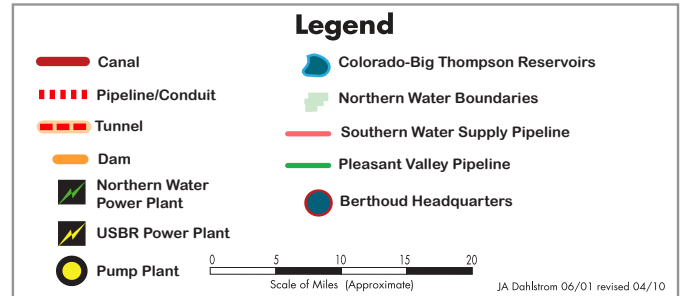 Legend
Canal
Pipeline/Conduit
Tunnel
Dam
Northern Water
Power Plant
USBR Power Plant
Pump Plant
Colorado-Big Thompson Reservoirs
Northern Water Boundaries
Southern Water Supply Pipeline
Pleasant Valley Pipeline
Berthoud Headquarters
0 5 10 15 20
Scale of Miles (Approximate)
JA Dahlstrom 06/01 revised 04/10